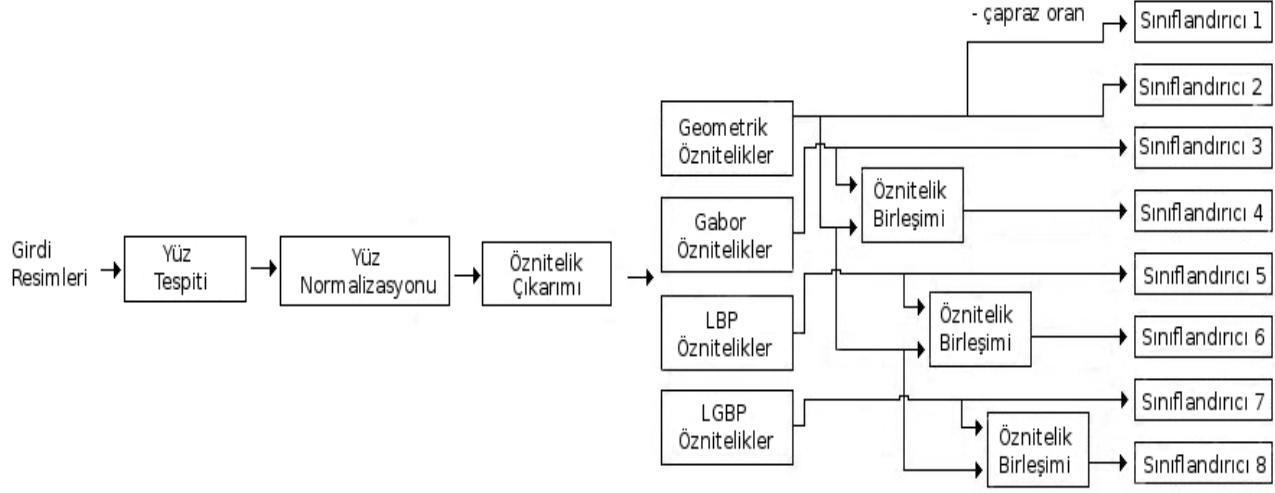 Girdi
Resimleri
Yüz
Tespiti
Yüz
Normalizasyonu
Öznitelik
Çıkarımı
Geometrik
Öznitelikler
Gabor
Öznitelikler
LBP
Öznitelikler
LGBP
Öznitelikler
- çapraz oran
Öznitelik
Birleşimi
Öznitelik
Birleşimi
Öznitelik
Birleşimi
Sınıflandırıcı 1
Sınıflandırıcı 2
Sınıflandırıcı 3
Sınıflandırıcı 4
Sınıflandırıcı 5
Sınıflandırıcı 6
Sınıflandırıcı 7
Sınıflandırıcı 8